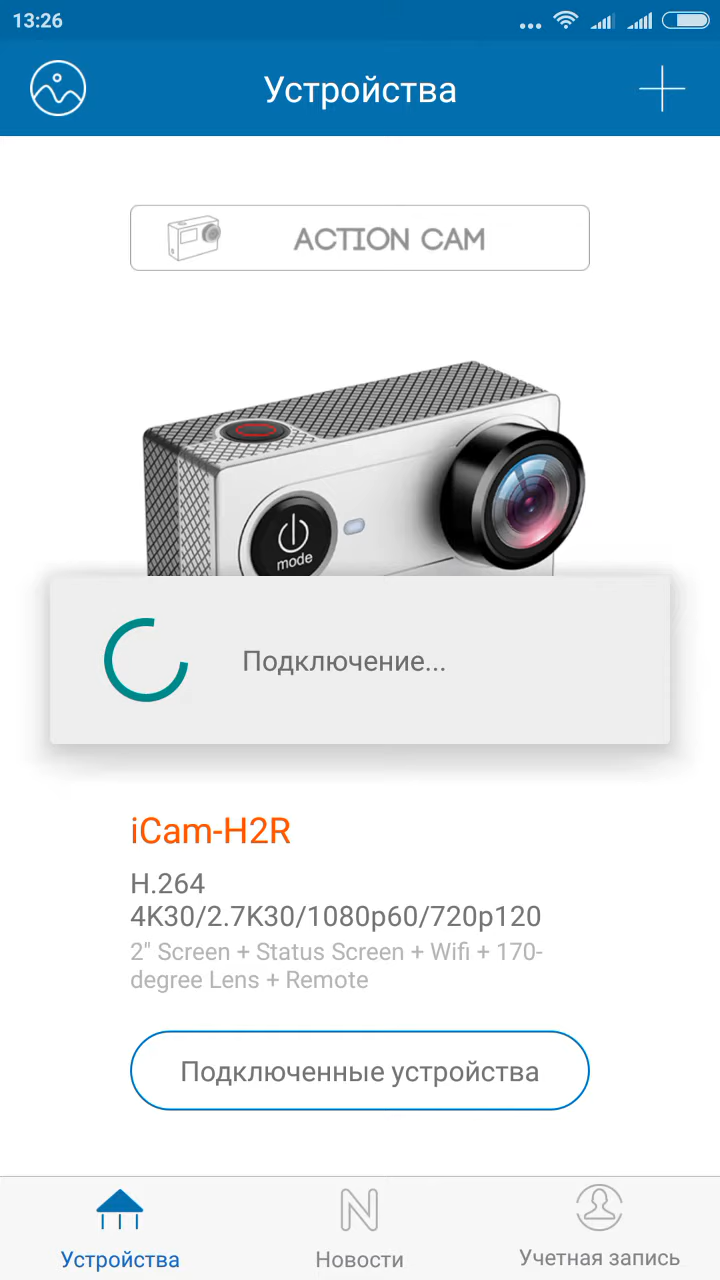 13:26
Устройства
ACTION CAM
mode
Подключение...
iCam-H2R
H.264
4K30/2.7K30/1080p60/720p120
2" Screen + Status Screen + Wifi + 170-
degree Lens + Remote
Подключенные устройства
Устройства
Новости
Учетная запись